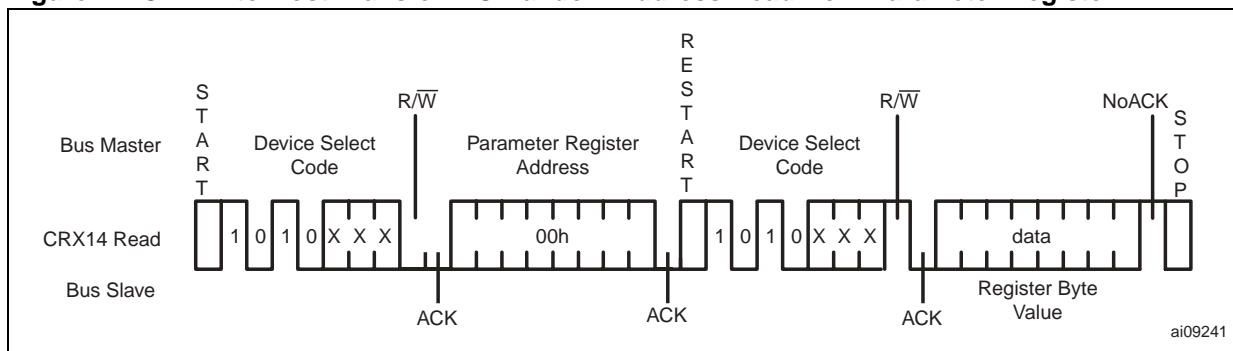 START
R/W
RESTART
R/W
NoACK
STOP
Bus Master
Device Select
Code
Parameter Register
Address
Device Select
Code
CRX14 Read
1 0 1 0 X X X
00h
1 0 1 0 X X X
data
Bus Slave
ACK
ACK
ACK
Register Byte
Value
ai09241